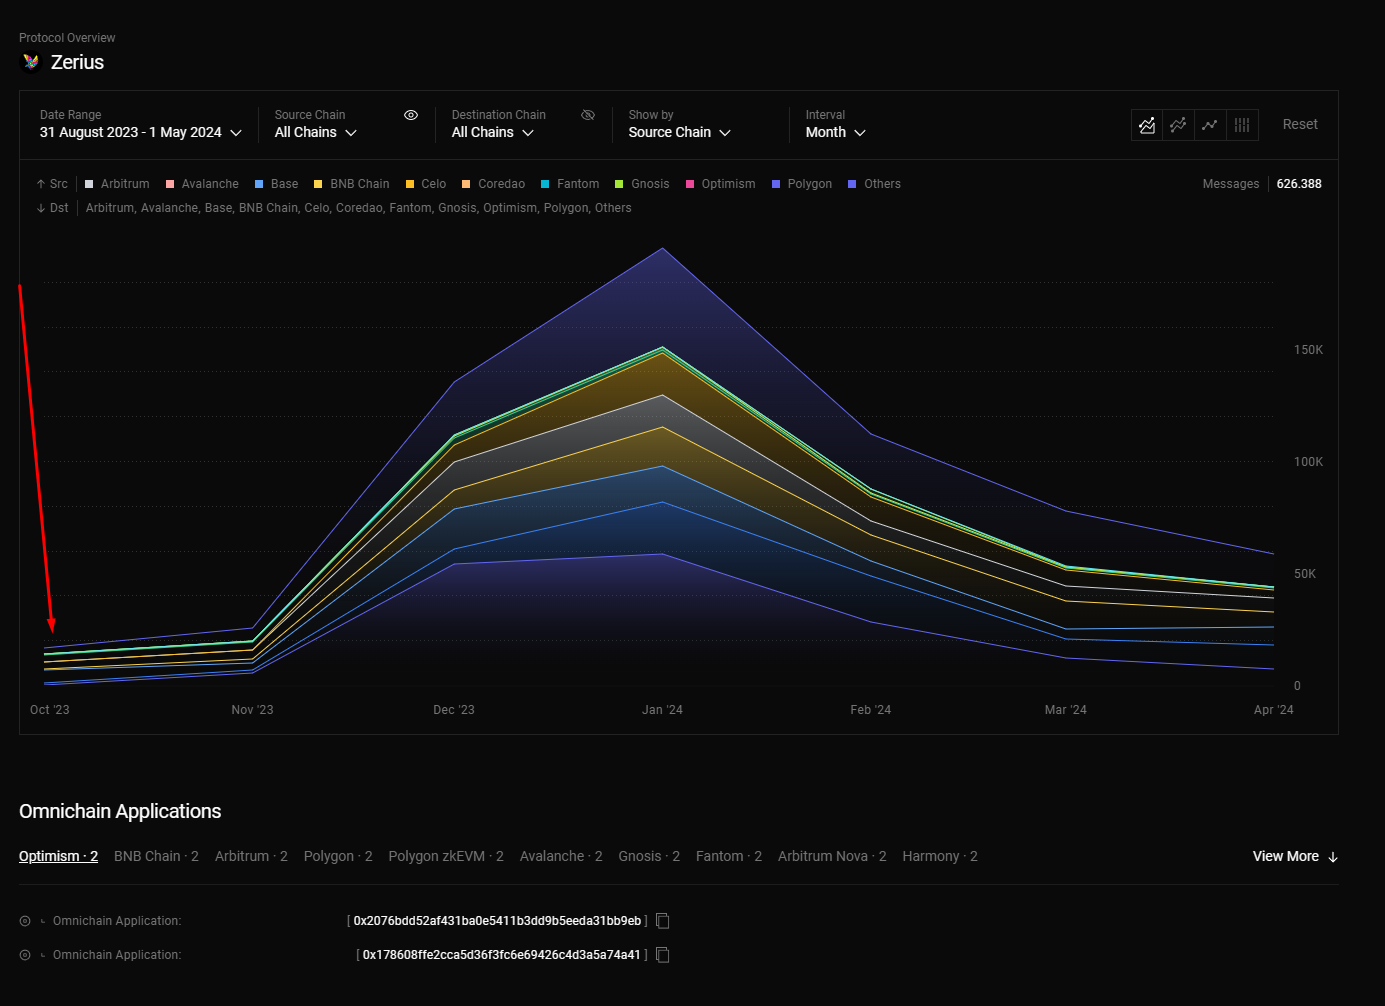 Protocol Overview
Zerius
Date Range
31 August 2023 - 1 May 2024
Source Chain
All Chains
Destination Chain
All Chains
Show by
Source Chain
Interval
Month
Reset
↑ Src | Arbitrum Avalanche Base BNB Chain Celo Coredao Fantom Gnosis Optimism Polygon Others
Messages | 626.388
↓ Dst | Arbitrum, Avalanche, Base, BNB Chain, Celo, Coredao, Fantom, Gnosis, Optimism, Polygon, Others
150K
100K
50K
0
Oct '23 Nov '23 Dec '23 Jan '24 Feb '24 Mar '24 Apr '24
Omnichain Applications
Optimism · 2 BNB Chain · 2 Arbitrum · 2 Polygon · 2 Polygon zkEVM · 2 Avalanche · 2 Gnosis · 2 Fantom · 2 Arbitrum Nova · 2 Harmony · 2 View More ↓
Omnichain Application: [ 0x2076bdd52af431ba0e5411b3dd9b5eeda31bb9eb ]
Omnichain Application: [ 0x178608ffe2cca5d36f3fc6e69426c4d3a5a74a41 ]